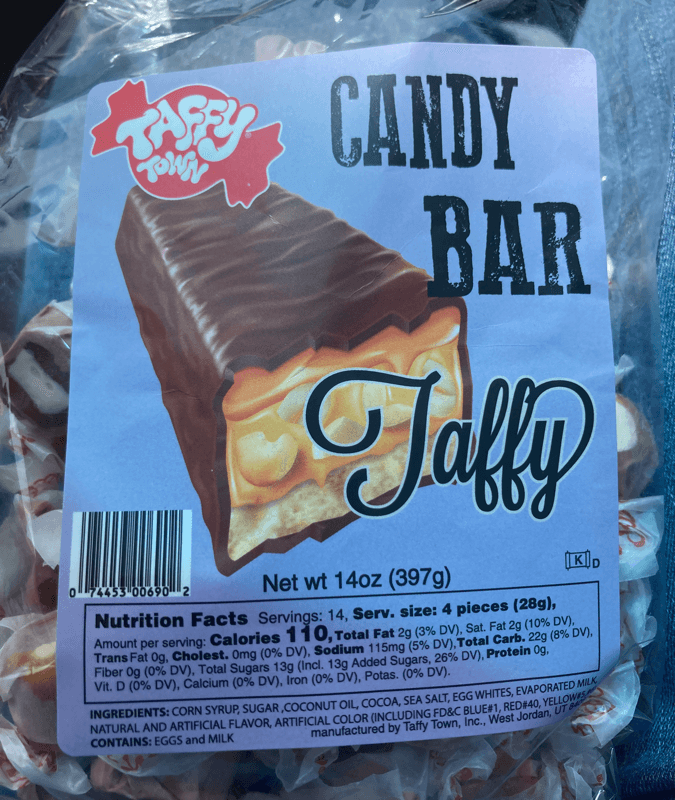 TAFFY
TOWN
CANDY
BAR
Taffy
K D
0 74453 00690 2
Net wt 14oz (397g)
Nutrition Facts Servings: 14, Serv. size: 4 pieces (28g),
Amount per serving: Calories 110, Total Fat 2g (3% DV), Sat. Fat 2g (10% DV),
Trans Fat 0g, Cholest. 0mg (0% DV), Sodium 115mg (5% DV), Total Carb. 22g (8% DV),
Fiber 0g (0% DV), Total Sugars 13g (Incl. 13g Added Sugars, 26% DV), Protein 0g,
Vit. D (0% DV), Calcium (0% DV), Iron (0% DV), Potas. (0% DV).
INGREDIENTS: CORN SYRUP, SUGAR ,COCONUT OIL, COCOA, SEA SALT, EGG WHITES, EVAPORATED MILK,
NATURAL AND ARTIFICIAL FLAVOR, ARTIFICIAL COLOR (INCLUDING FD&C BLUE#1, RED#40, YELLOW#5
CONTAINS: EGGS and MILK
manufactured by Taffy Town, Inc., West Jordan, UT